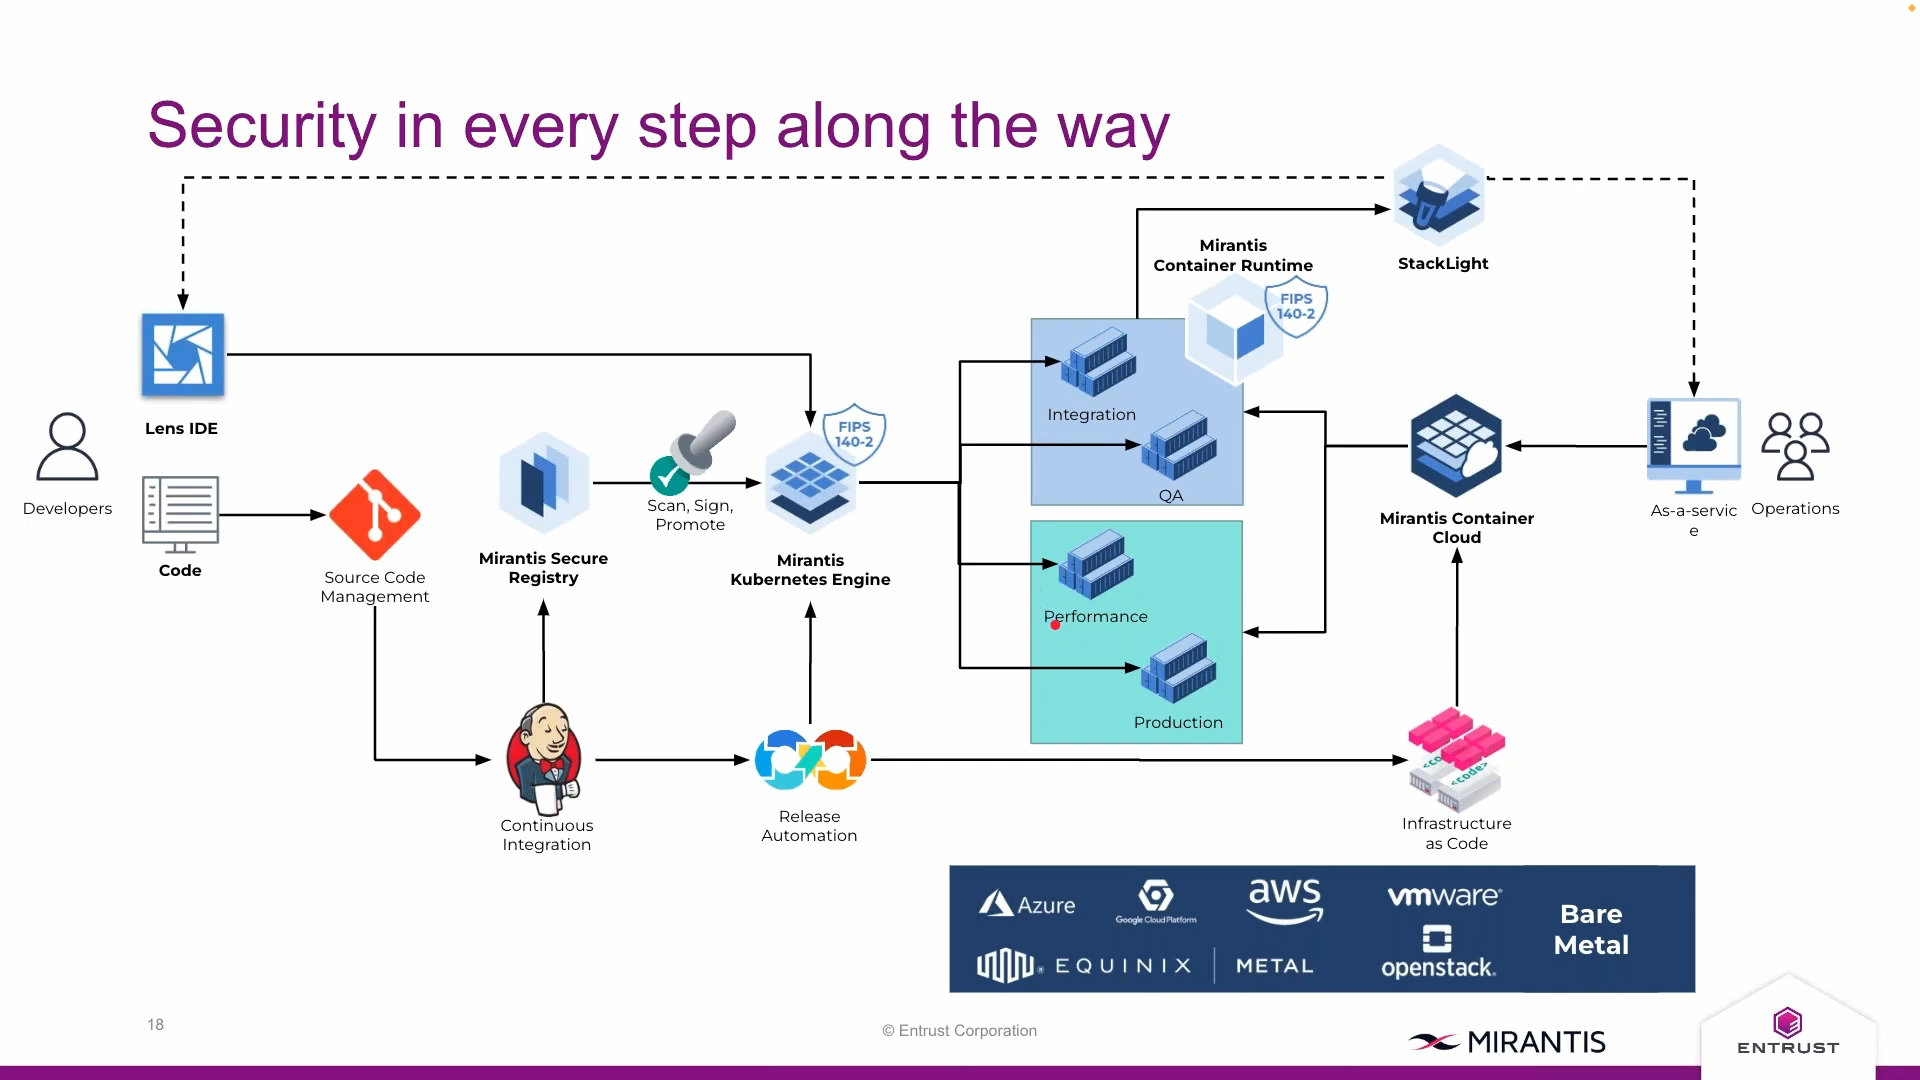 Security in every step along the way
Mirantis
Container Runtime
StackLight
FIPS
140-2
Integration
QA
Lens IDE
Developers
Code
Source Code
Management
Mirantis Secure
Registry
Scan, Sign,
Promote
FIPS
140-2
Mirantis
Kubernetes Engine
Performance
Production
Mirantis Container
Cloud
As-a-servic
e
Operations
Continuous
Integration
Release
Automation
<code>
Infrastructure
as Code
Azure
Google Cloud Platform
aws
vmware®
Bare
Metal
EQUINIX | METAL
openstack.
18
© Entrust Corporation
MIRANTIS
ENTRUST